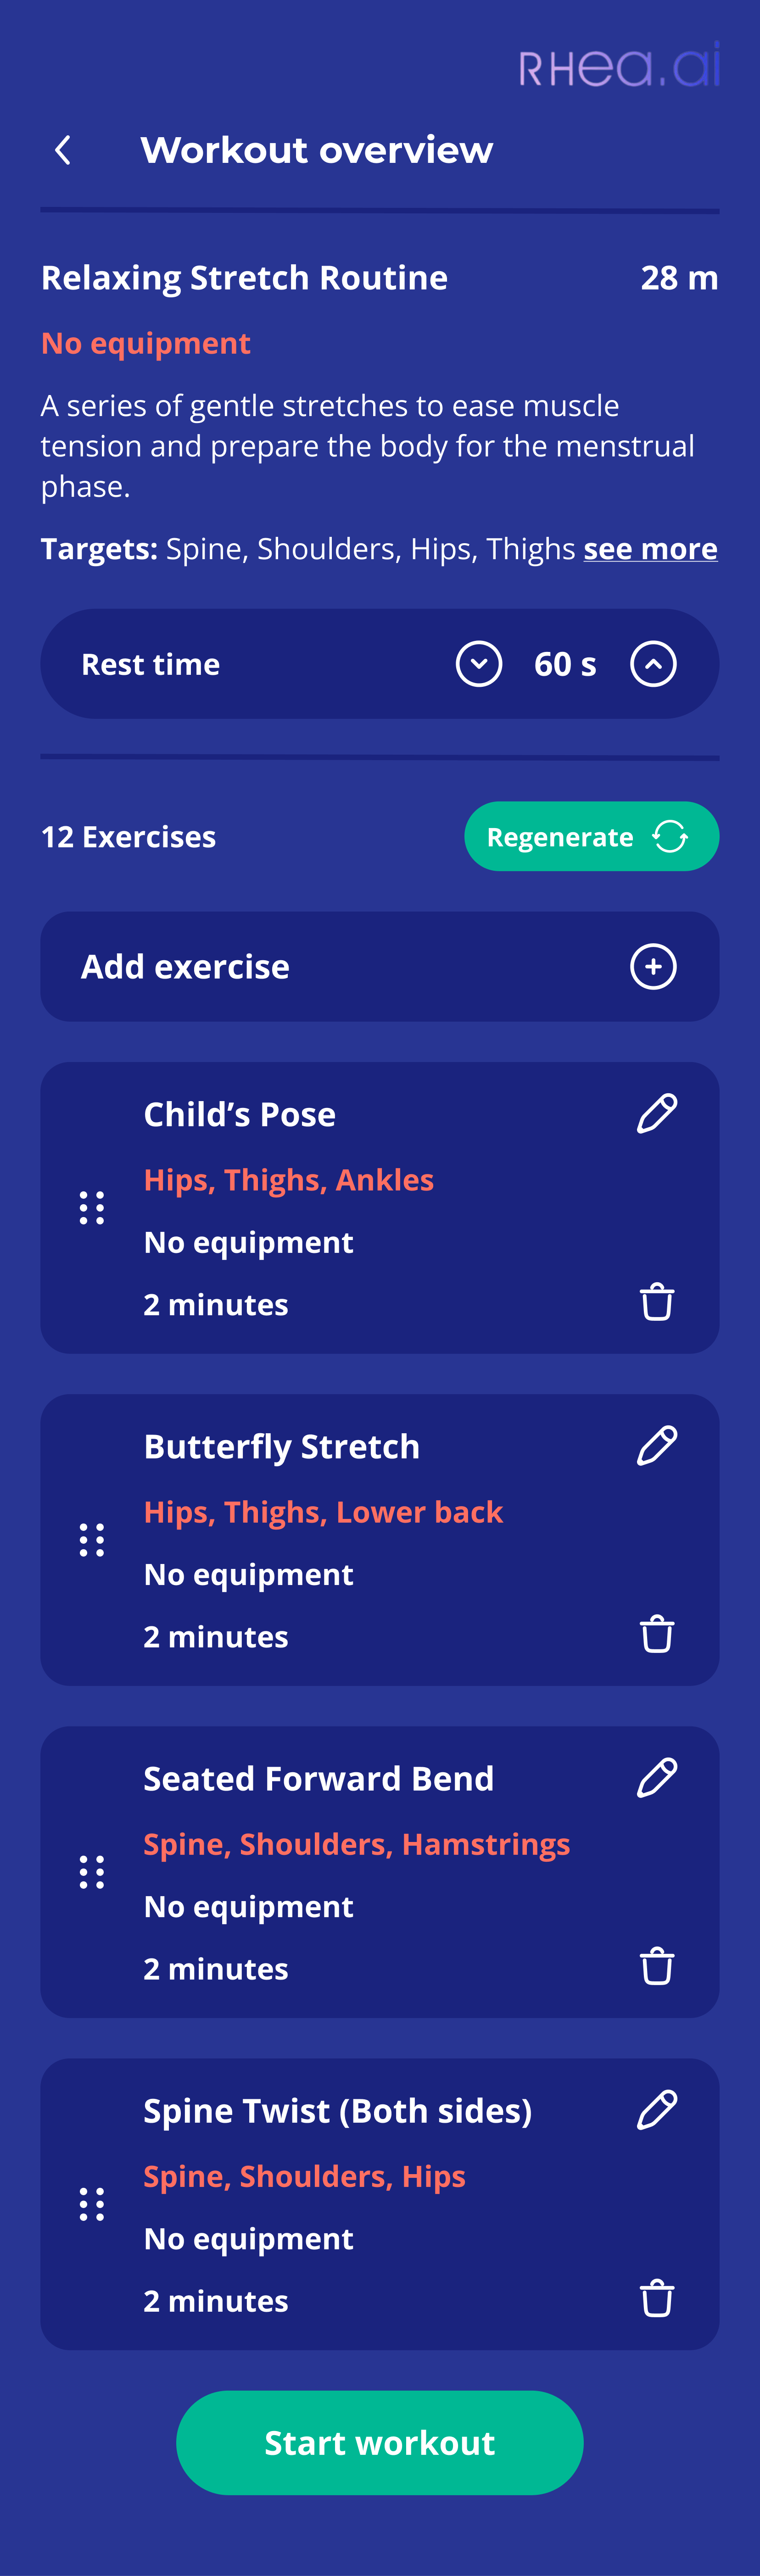 RHea.ai
Workout overview
Relaxing Stretch Routine 28 m
No equipment
A series of gentle stretches to ease muscle
tension and prepare the body for the menstrual
phase.
Targets: Spine, Shoulders, Hips, Thighs see more
Rest time 60 s
12 Exercises Regenerate
Add exercise
Child’s Pose
Hips, Thighs, Ankles
No equipment
2 minutes
Butterfly Stretch
Hips, Thighs, Lower back
No equipment
2 minutes
Seated Forward Bend
Spine, Shoulders, Hamstrings
No equipment
2 minutes
Spine Twist (Both sides)
Spine, Shoulders, Hips
No equipment
2 minutes
Start workout